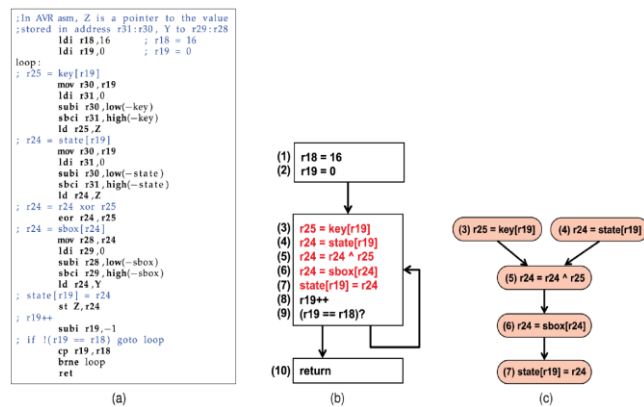 ;In AVR asm, Z is a pointer to the value
;stored in address r31:r30, Y to r29:r28
ldi r18,16 ; r18 = 16
ldi r19,0 ; r19 = 0
loop:
; r25 = key[r19]
mov r30,r19
ldi r31,0
subi r30,low(-key)
sbci r31,high(-key)
ld r25,Z
; r24 = state[r19]
mov r30,r19
ldi r31,0
subi r30,low(-state)
sbci r31,high(-state)
ld r24,Z
; r24 = r24 xor r25
eor r24,r25
; r24 = sbox[r24]
mov r28,r24
ldi r29,0
subi r28,low(-sbox)
sbci r29,high(-sbox)
ld r24,Y
; state[r19] = r24
st Z,r24
; r19++
subi r19,-1
; if !(r19 == r18) goto loop
cp r19,r18
brne loop
ret
(a)
(1) r18 = 16
(2) r19 = 0
(3) r25 = key[r19]
(4) r24 = state[r19]
(5) r24 = r24 ^ r25
(6) r24 = sbox[r24]
(7) state[r19] = r24
(8) r19++
(9) (r19 == r18)?
(10) return
(b)
(3) r25 = key[r19]
(4) r24 = state[r19]
(5) r24 = r24 ^ r25
(6) r24 = sbox[r24]
(7) state[r19] = r24
(c)